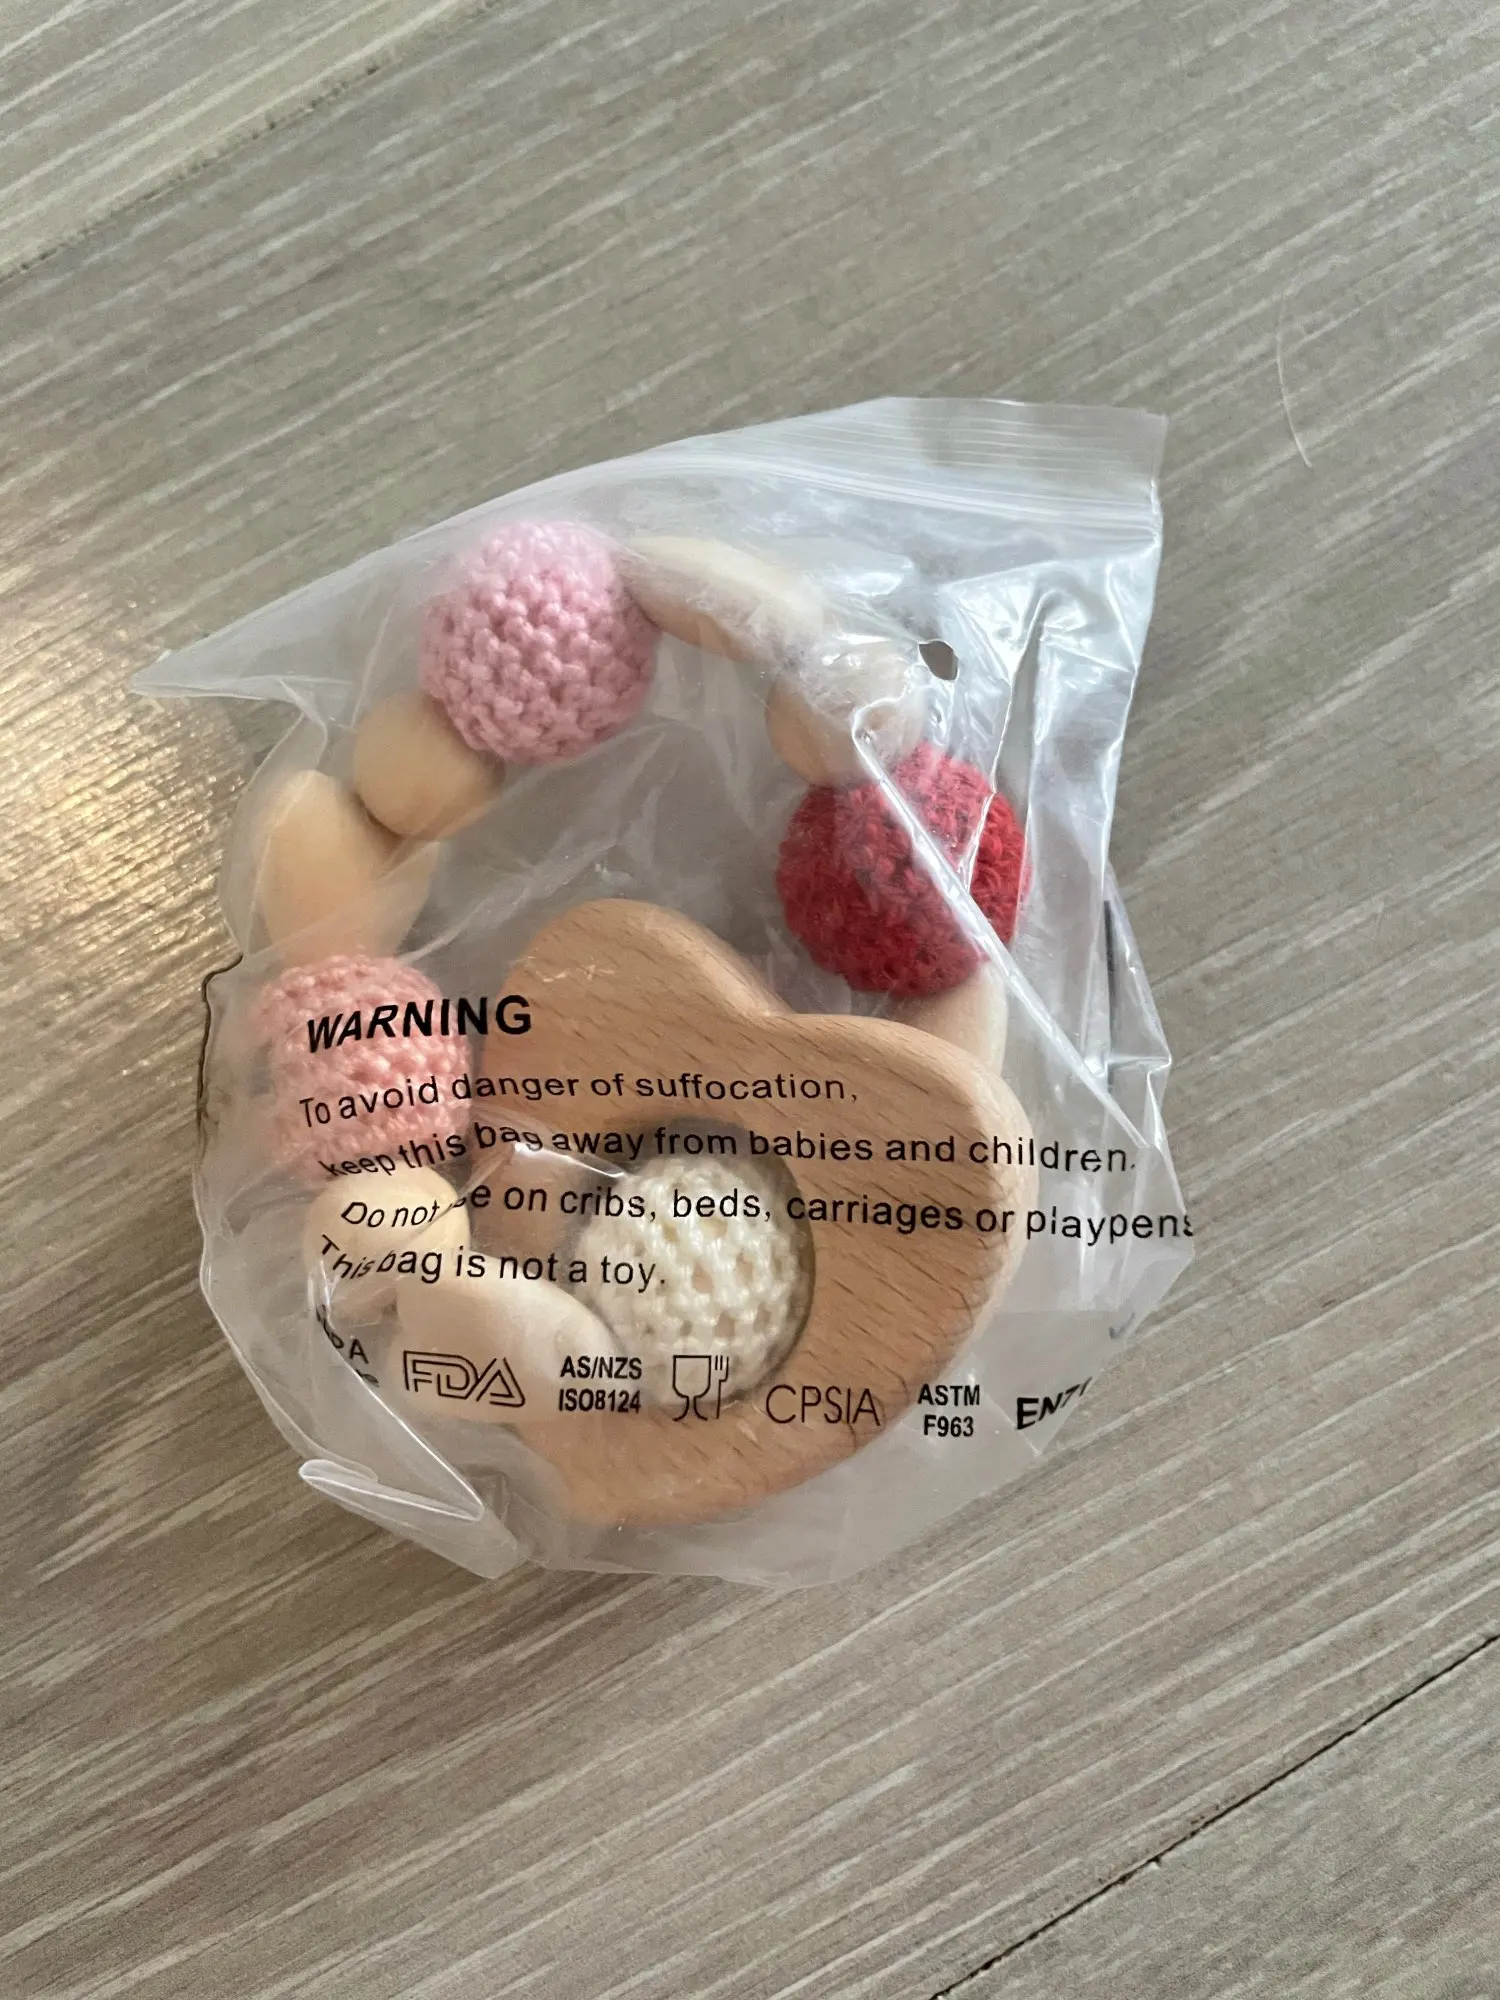 WARNING
To avoid danger of suffocation,
keep this bag away from babies and children.
Do not on cribs, beds, carriages or playpens
This bag is not a toy.
FDA
AS/NZS
ISO8124
CPSIA
ASTM
F963